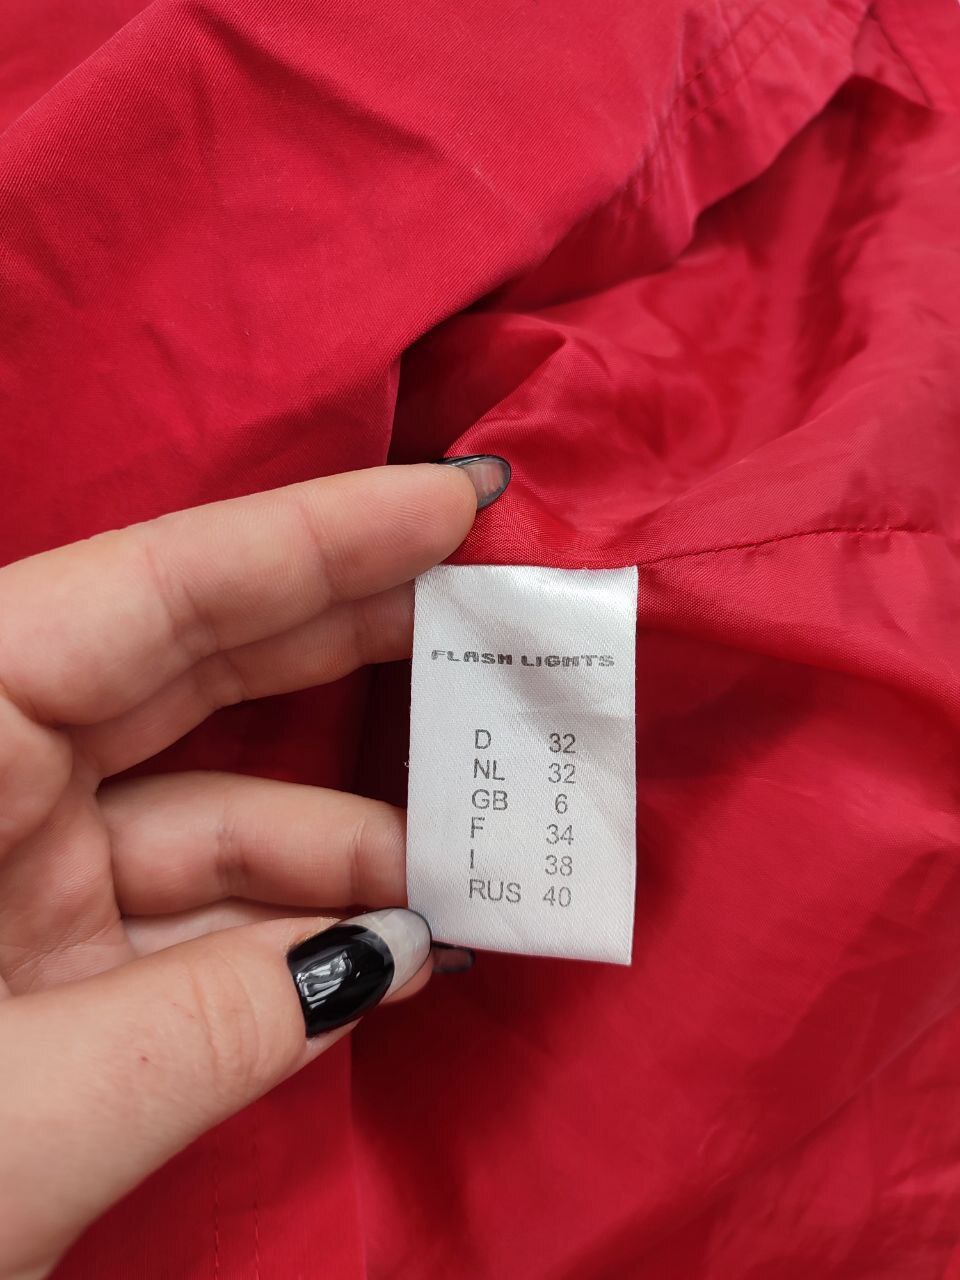 FLASH LIGHTS
D 32
NL 32
GB 6
F 34
I 38
RUS 40